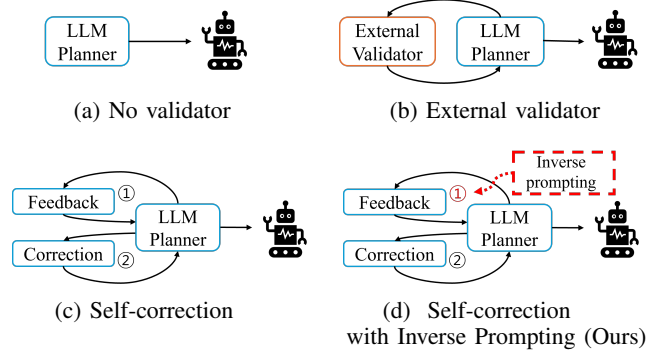 LLM
Planner
(a) No validator
External
Validator
LLM
Planner
(b) External validator
Feedback
①
LLM
Planner
Correction
②
(c) Self-correction
Inverse
prompting
Feedback
①
LLM
Planner
Correction
②
(d) Self-correction
with Inverse Prompting (Ours)